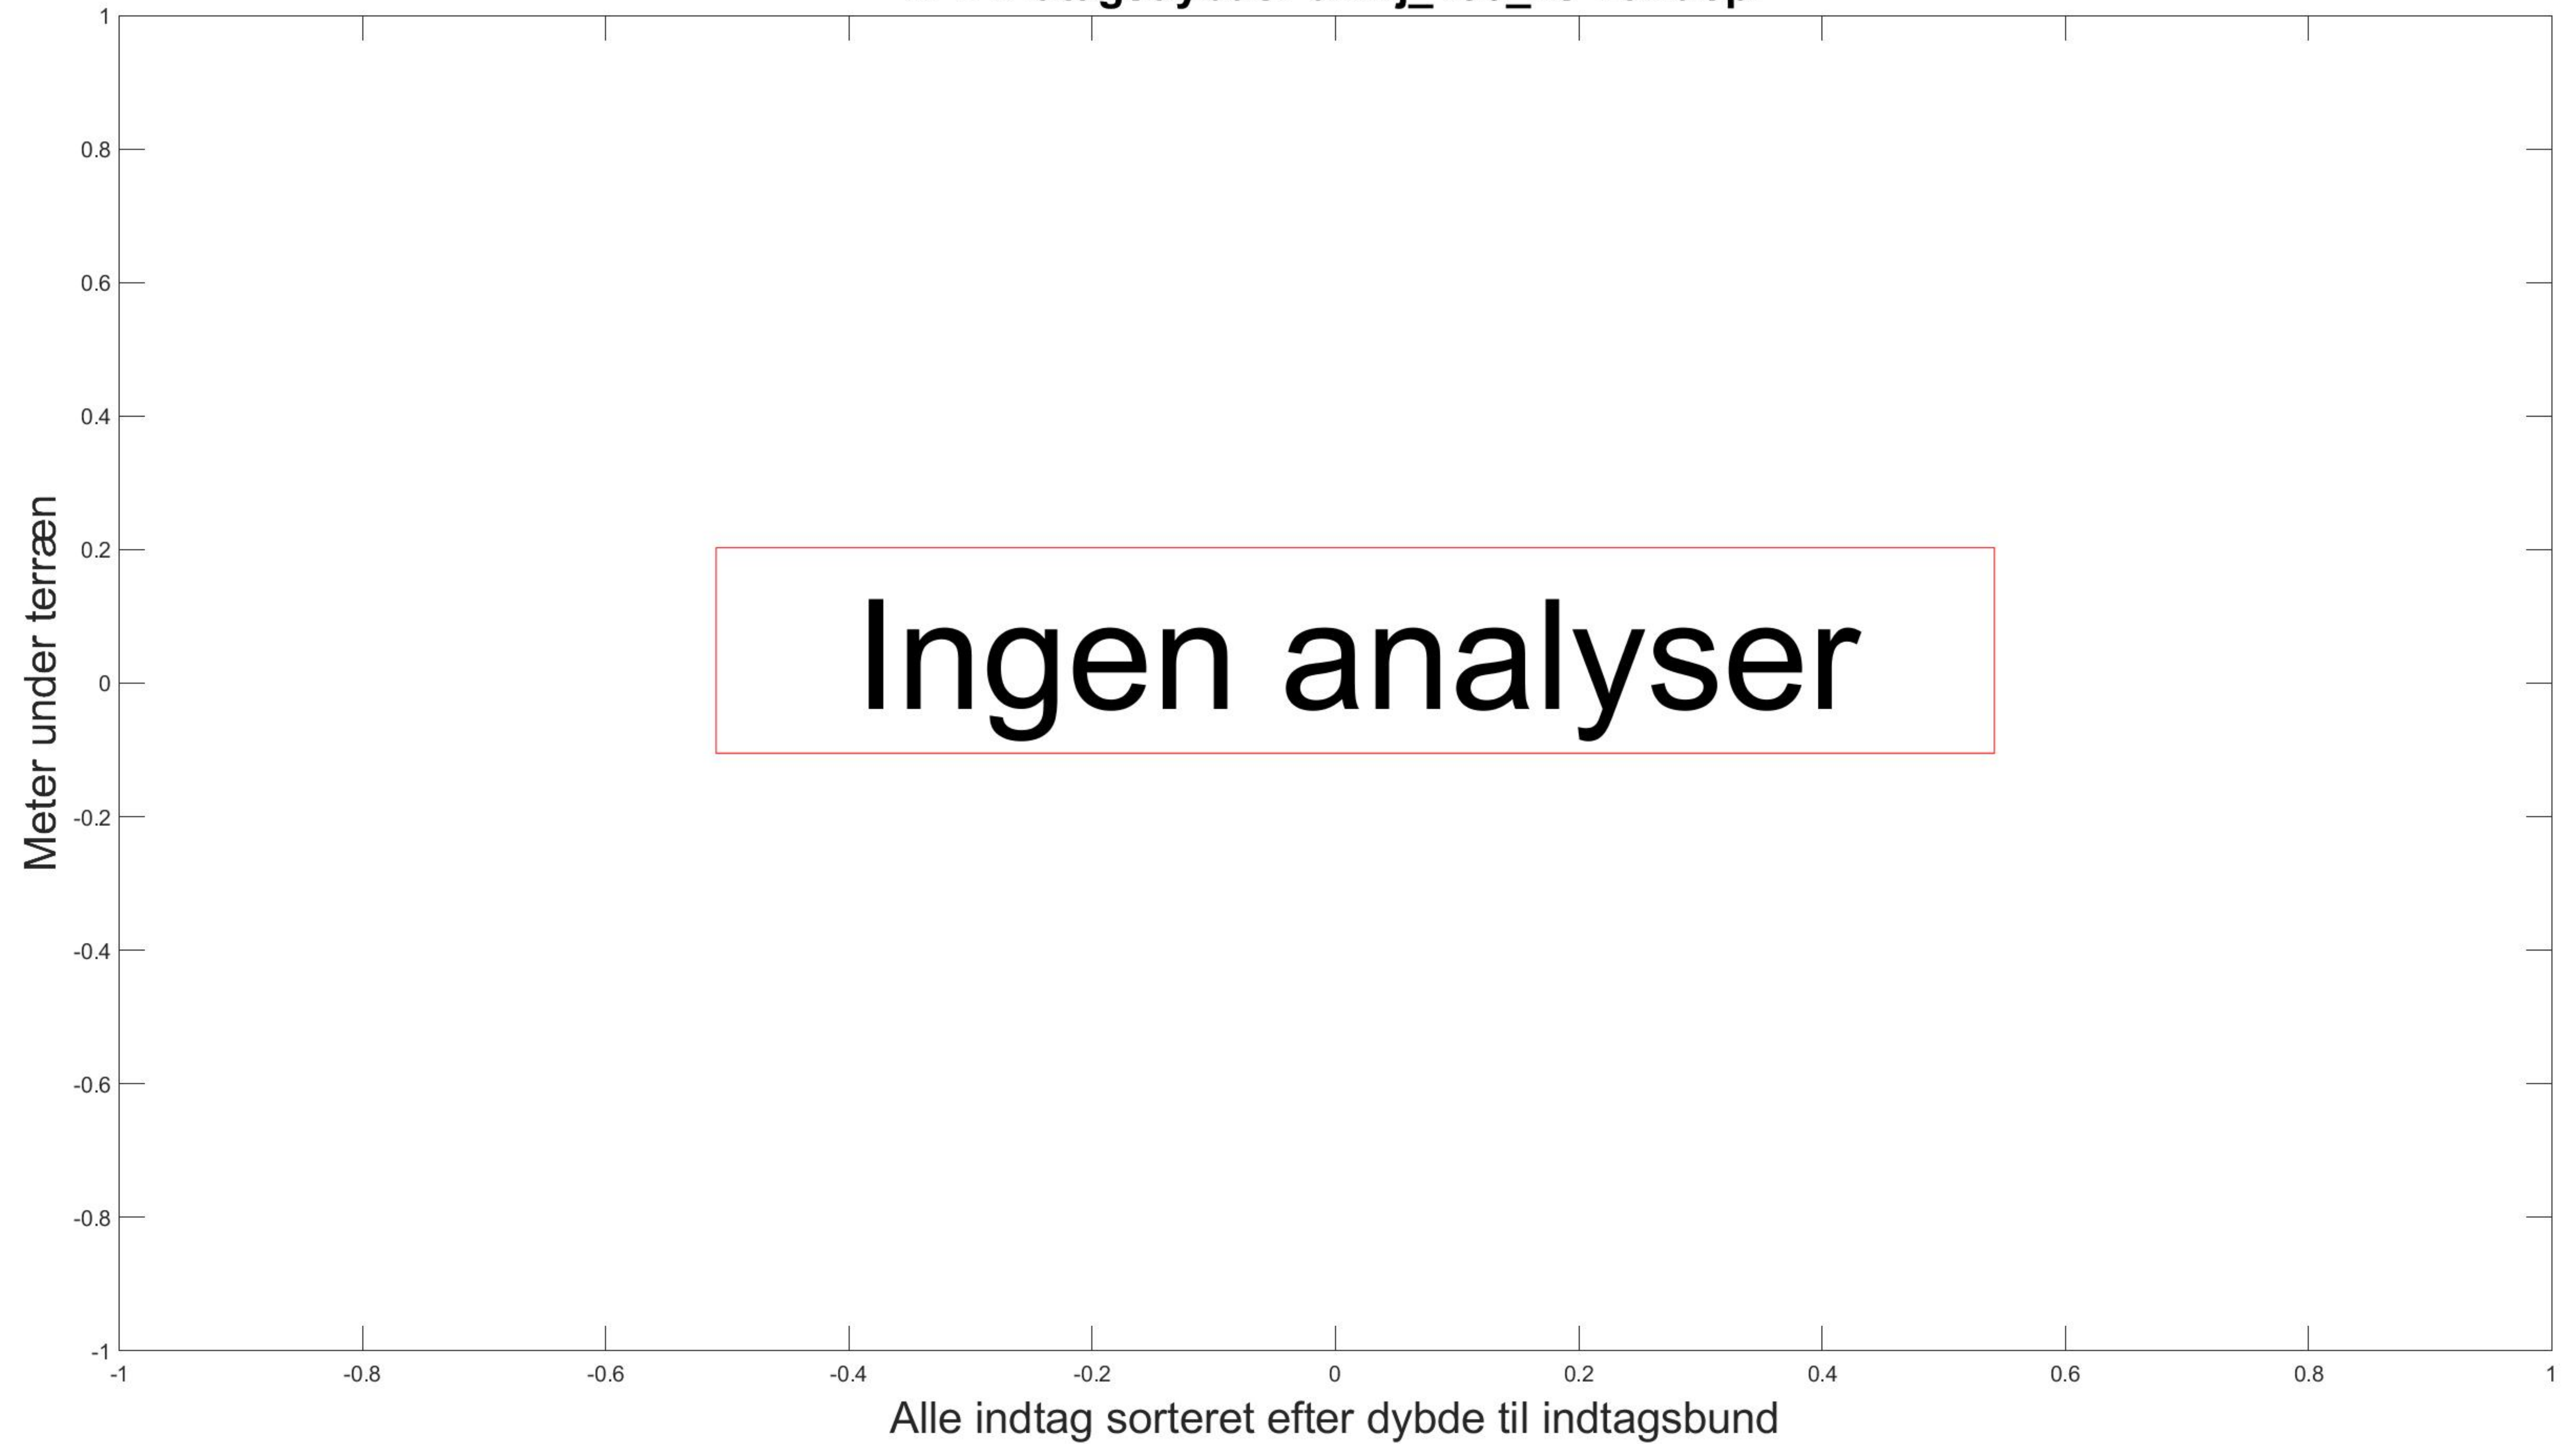 1
0.8
0.6
0.4
0.2
0
-0.2
-0.4
-0.6
-0.8
-1
Meter under terræn
Ingen analyser
-1 -0.8 -0.6 -0.4 -0.2 0 0.2 0.4 0.6 0.8 1
Alle indtag sorteret efter dybde til indtagsbund